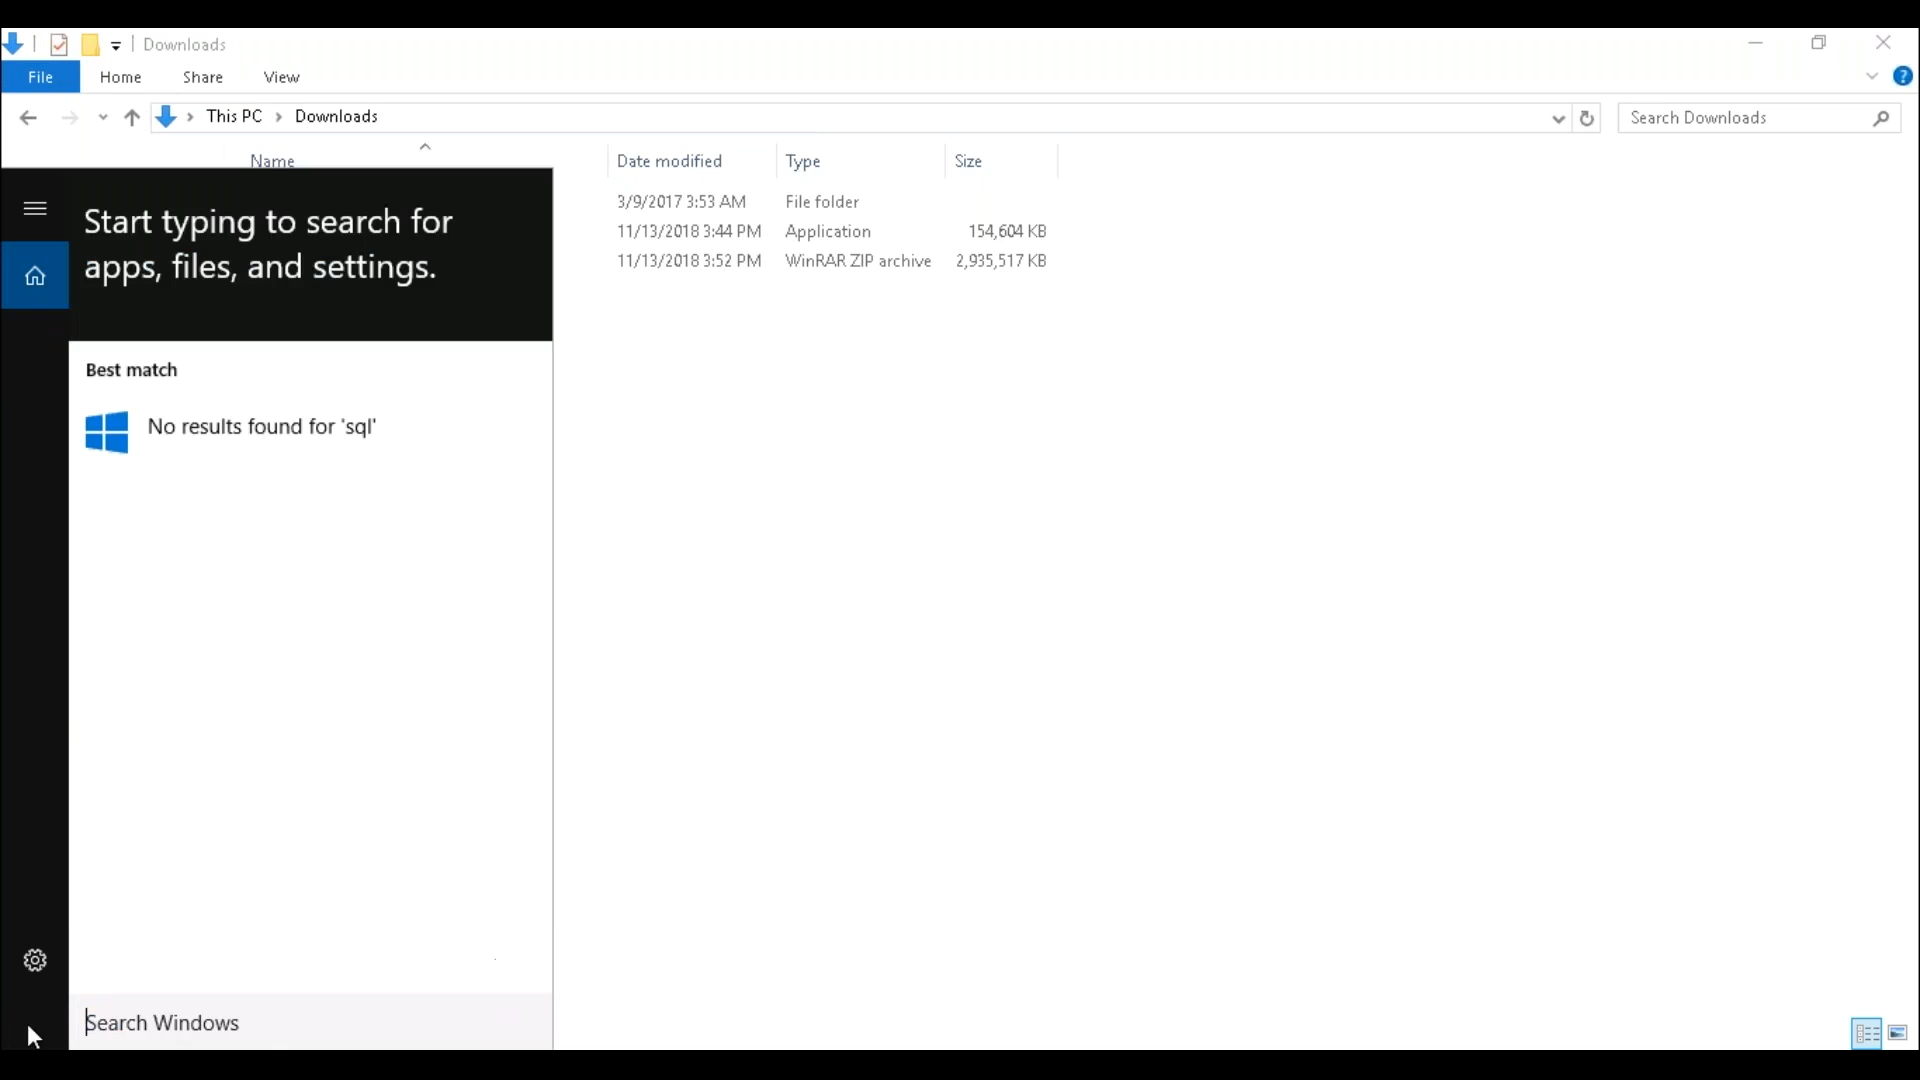 Downloads
File Home Share View
This PC Downloads Search Downloads
Name Date modified Type Size
3/9/2017 3:53 AM File folder
11/13/2018 3:44 PM Application 154,604 KB
11/13/2018 3:52 PM WinRAR ZIP archive 2,935,517 KB
Start typing to search for
apps, files, and settings.
Best match
No results found for 'sql'
Search Windows